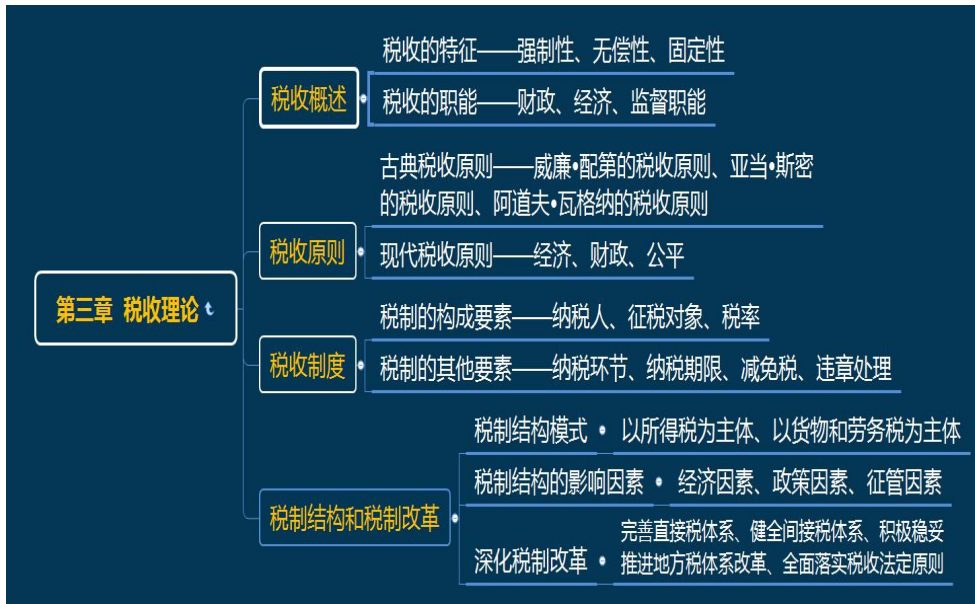 第三章 税收理论
税收概述
税收的特征——强制性、无偿性、固定性
税收的职能——财政、经济、监督职能
税收原则
古典税收原则——威廉•配第的税收原则、亚当•斯密
的税收原则、阿道夫•瓦格纳的税收原则
现代税收原则——经济、财政、公平
税收制度
税制的构成要素——纳税人、征税对象、税率
税制的其他要素——纳税环节、纳税期限、减免税、违章处理
税制结构和税制改革
税制结构模式
以所得税为主体、以货物和劳务税为主体
税制结构的影响因素
经济因素、政策因素、征管因素
深化税制改革
完善直接税体系、健全间接税体系、积极稳妥
推进地方税体系改革、全面落实税收法定原则